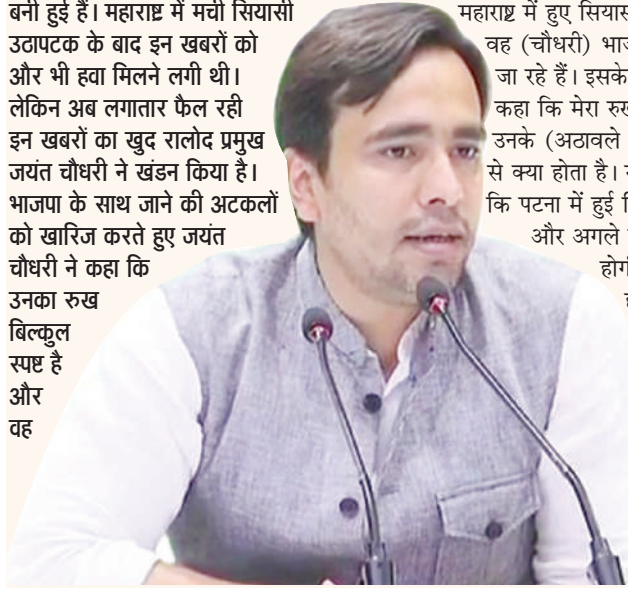 बनी हुई हैं। महाराष्ट्र में मची सियासी
उठापटक के बाद इन खबरों को
और भी हवा मिलने लगी थी।
लेकिन अब लगातार फैल रही
इन खबरों का खुद रालोद प्रमुख
जयंत चौधरी ने खंडन किया है।
भाजपा के साथ जाने की अटकलों
को खारिज करते हुए जयंत
चौधरी ने कहा कि
उनका रुख
बिल्कुल
स्पष्ट है
और
वह
महाराष्ट्र में हुए
वह (चौधरी)
जा रहे हैं। इसके
कहा कि मेरा
उनके (अठावले
से क्या होता है।
कि पटना में हुई
और अगले